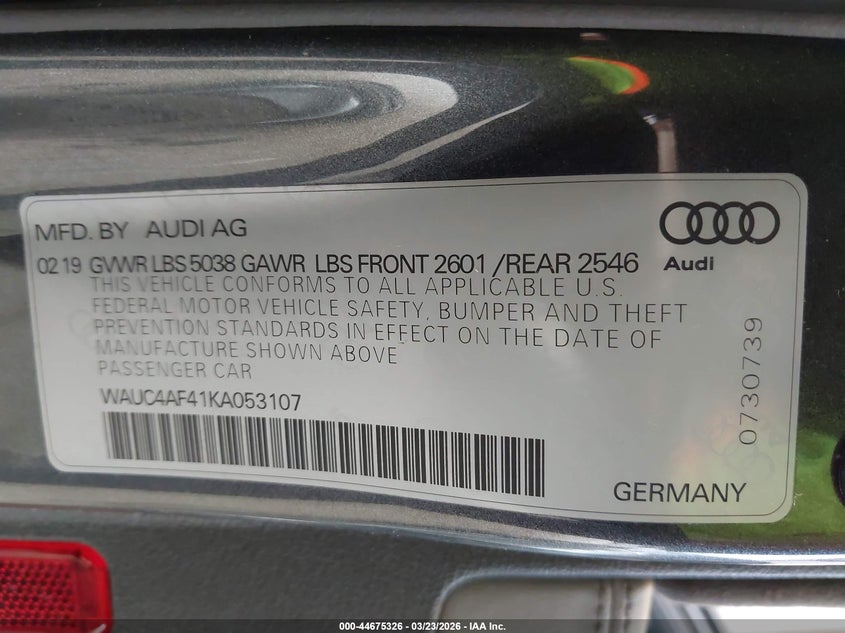 MFD. BY AUDI AG
02 19 GVWR LBS 5038 GAWR LBS FRONT 2601 /REAR 2546
Audi
THIS VEHICLE CONFORMS TO ALL APPLICABLE U.S.
FEDERAL MOTOR VEHICLE SAFETY, BUMPER AND THEFT
PREVENTION STANDARDS IN EFFECT ON THE DATE OF
MANUFACTURE SHOWN ABOVE
PASSENGER CAR
WAUC4AF41KA053107
0730739
GERMANY
000-44675326 | 03/23/2026 | IAA Inc.